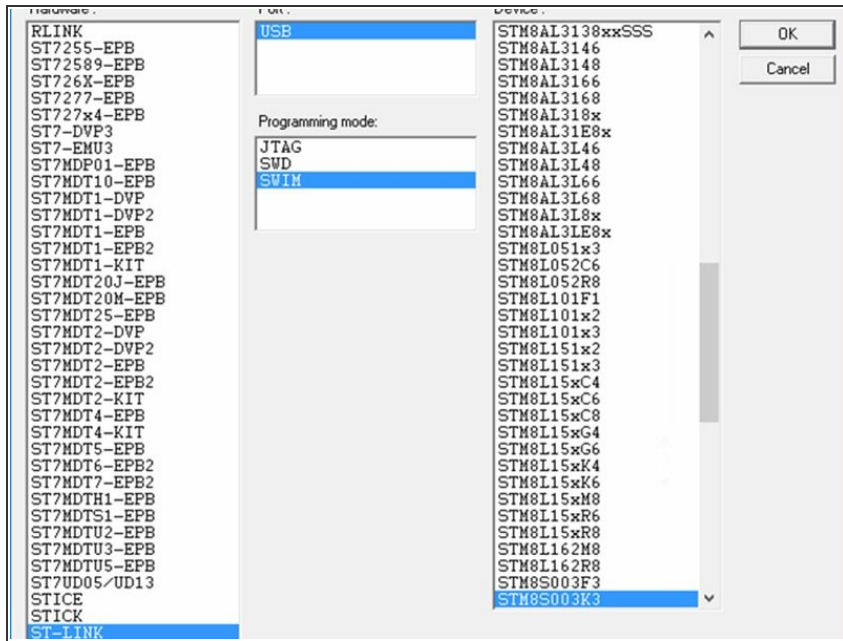 Hardware :
RLINK
ST7255-EPB
ST72589-EPB
ST726X-EPB
ST7277-EPB
ST727x4-EPB
ST7-DVP3
ST7-EMU3
ST7MDP01-EPB
ST7MDT10-EPB
ST7MDT1-DVP
ST7MDT1-DVP2
ST7MDT1-EPB
ST7MDT1-EPB2
ST7MDT1-KIT
ST7MDT20J-EPB
ST7MDT20M-EPB
ST7MDT25-EPB
ST7MDT2-DVP
ST7MDT2-DVP2
ST7MDT2-EPB
ST7MDT2-EPB2
ST7MDT2-KIT
ST7MDT4-EPB
ST7MDT4-KIT
ST7MDT5-EPB
ST7MDT6-EPB2
ST7MDT7-EPB2
ST7MDTH1-EPB
ST7MDTS1-EPB
ST7MDTU2-EPB
ST7MDTU3-EPB
ST7MDTU5-EPB
ST7UD05/UD13
STICE
STICK
ST-LINK
Port :
USB
Programming mode:
JTAG
SWD
SWIM
Device :
STM8AL3138xxSSS
STM8AL3146
STM8AL3148
STM8AL3166
STM8AL3168
STM8AL318x
STM8AL31E8x
STM8AL3L46
STM8AL3L48
STM8AL3L66
STM8AL3L68
STM8AL3L8x
STM8AL3LE8x
STM8L051x3
STM8L052C6
STM8L052R8
STM8L101F1
STM8L101x2
STM8L101x3
STM8L151x2
STM8L151x3
STM8L15xC4
STM8L15xC6
STM8L15xC8
STM8L15xG4
STM8L15xG6
STM8L15xK4
STM8L15xK6
STM8L15xM8
STM8L15xR6
STM8L15xR8
STM8L162M8
STM8L162R8
STM8S003F3
STM8S003K3
OK
Cancel